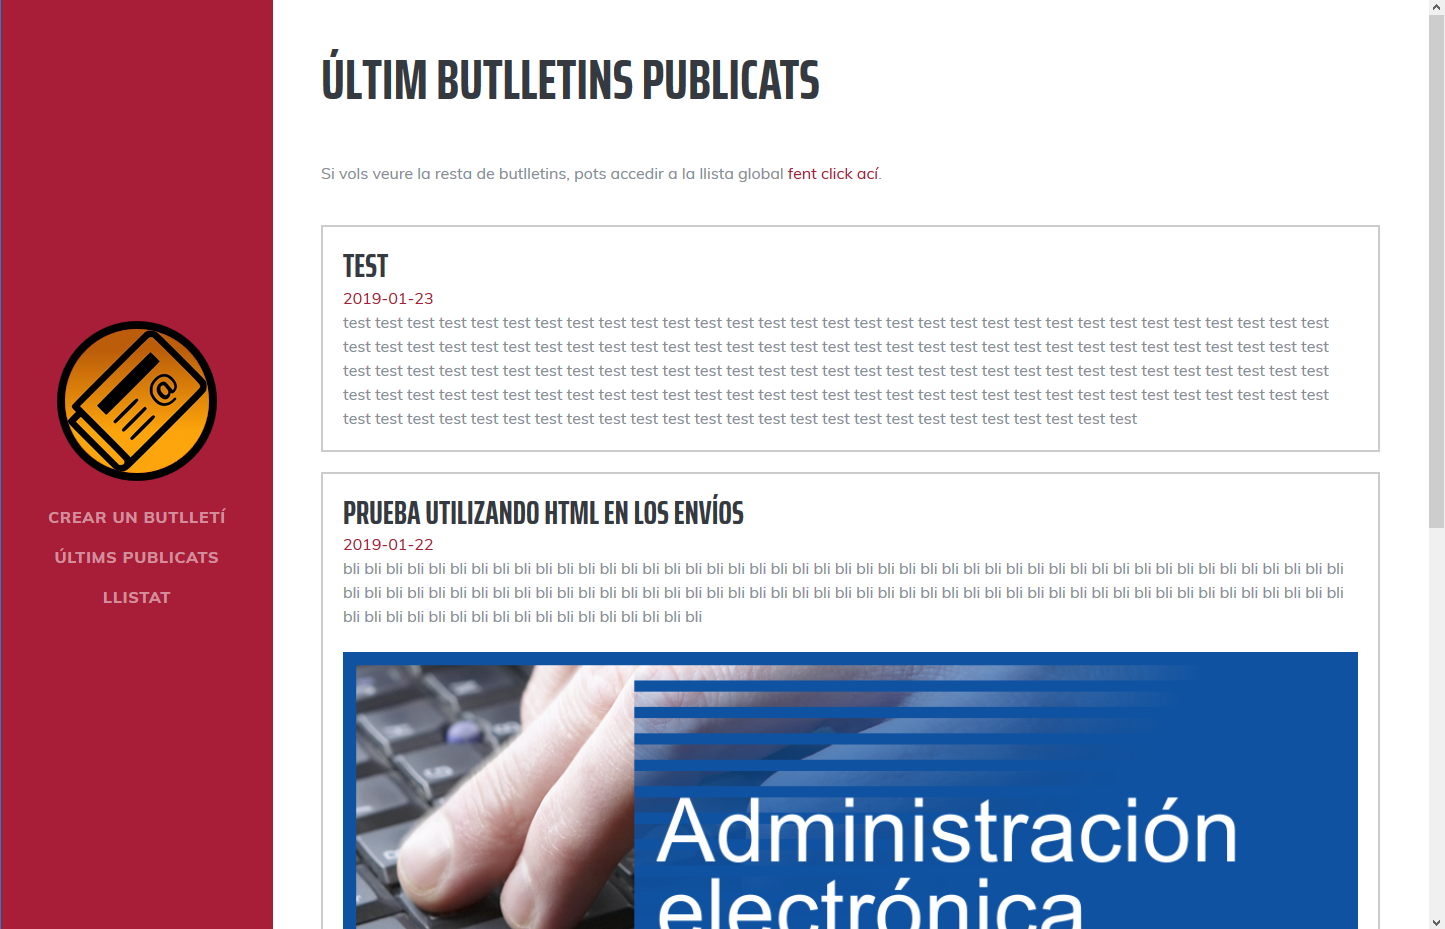 @
CREAR UN BUTLLETÍ
ÚLTIMS PUBLICATS
LLISTAT
ÚLTIM BUTLLETINS PUBLICATS
Si vols veure la resta de butlletins, pots accedir a la llista global fent click ací.
TEST
2019-01-23
test test test test test test test test test test test test test test test test test test test test test test test test test test test test test test test
test test test test test test test test test test test test test test test test test test test test test test test test test test test test test test test
test test test test test test test test test test test test test test test test test test test test test test test test test test test test test test test
test test test test test test test test test test test test test test test test test test test test test test test test test test test test test test test
test test test test test test test test test test test test test test test test test test test test test test test test test
PRUEBA UTILIZANDO HTML EN LOS ENVÍOS
2019-01-22
bli bli bli bli bli bli bli bli bli bli bli bli bli bli bli bli bli bli bli bli bli bli bli bli bli bli bli bli bli bli bli bli bli bli bli bli bli bli bli bli bli bli bli bli bli bli bli
bli bli bli bli bli bli bli bli bli bli bli bli bli bli bli bli bli bli bli bli bli bli bli bli bli bli bli bli bli bli bli bli bli bli bli bli bli bli bli bli bli bli bli bli bli bli bli
bli bli bli bli bli bli bli bli bli bli bli bli bli bli bli bli bli
Administración
electrónica